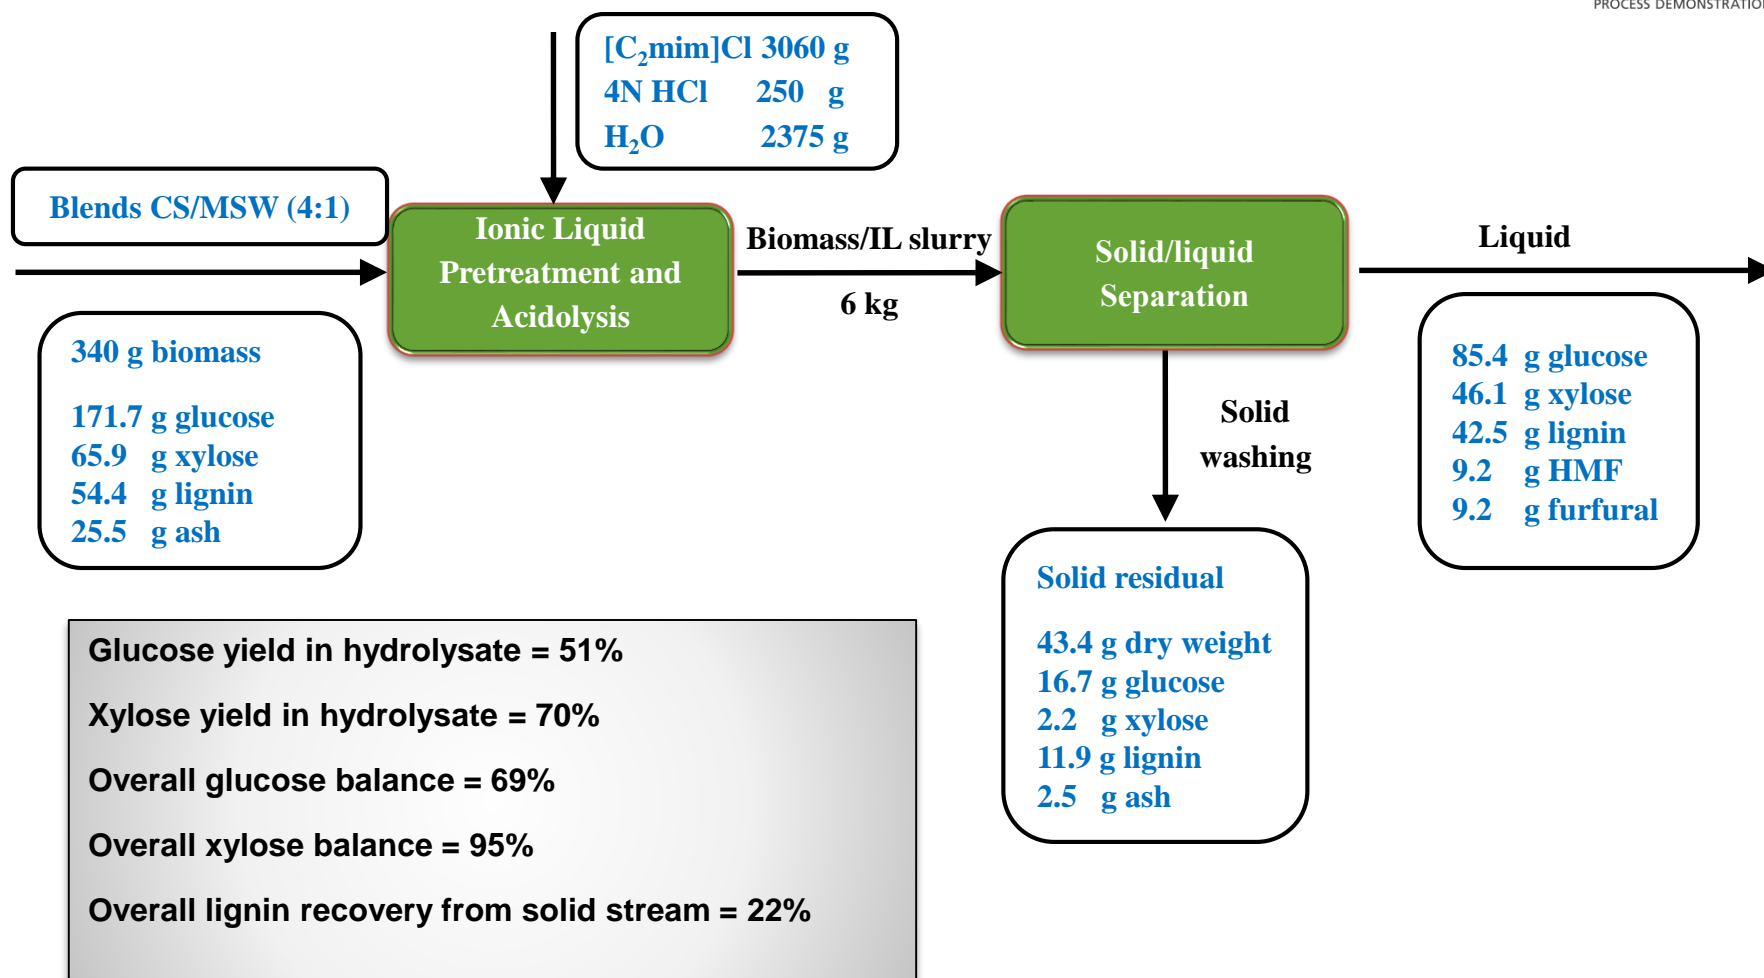 PROCESS DEMONSTRATION
[C₂mim]Cl 3060 g
4N HCl 250 g
H₂O 2375 g
Blends CS/MSW (4:1)
Ionic Liquid
Pretreatment and
Acidolysis
Biomass/IL slurry
6 kg
Solid/liquid
Separation
Liquid
340 g biomass
171.7 g glucose
65.9 g xylose
54.4 g lignin
25.5 g ash
85.4 g glucose
46.1 g xylose
42.5 g lignin
9.2 g HMF
9.2 g furfural
Solid
washing
Solid residual
43.4 g dry weight
16.7 g glucose
2.2 g xylose
11.9 g lignin
2.5 g ash
Glucose yield in hydrolysate = 51%
Xylose yield in hydrolysate = 70%
Overall glucose balance = 69%
Overall xylose balance = 95%
Overall lignin recovery from solid stream = 22%